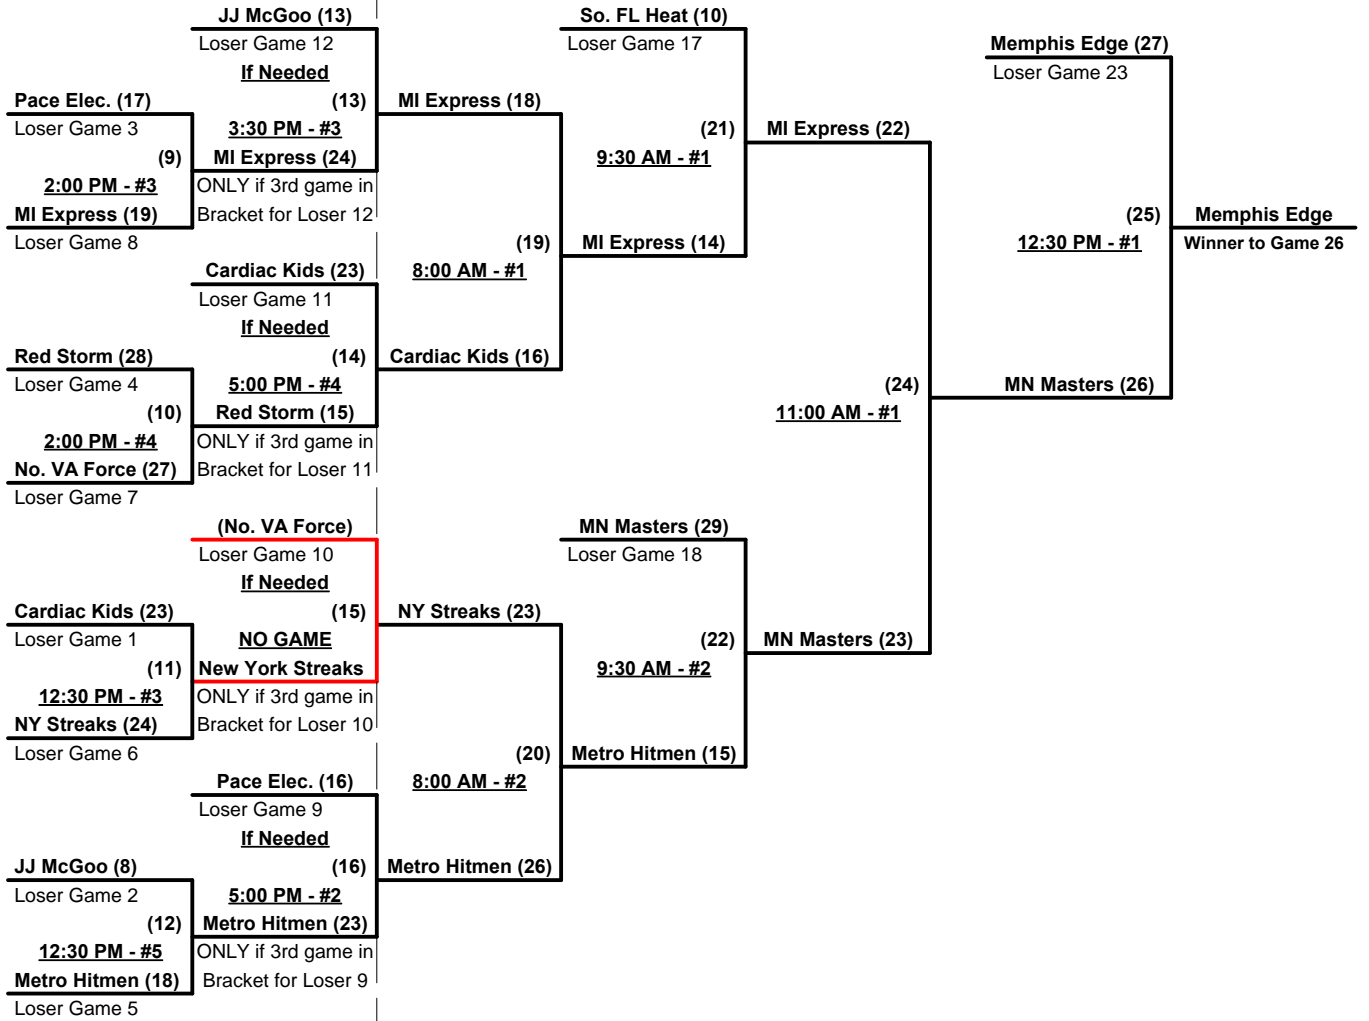 JJ McGoo (13)
Loser Game 12
If Needed
Pace Elec. (17)
(13)
Loser Game 3
3:30 PM - #3
(9)
MI Express (24)
2:00 PM - #3
ONLY if 3rd game in
MI Express (19)
Bracket for Loser 12
Loser Game 8
Cardiac Kids (23)
Loser Game 11
If Needed
Red Storm (28)
(14)
Loser Game 4
5:00 PM - #4
(10)
Red Storm (15)
2:00 PM - #4
ONLY if 3rd game in
No. VA Force (27)
Bracket for Loser 11
Loser Game 7
(No. VA Force)
Loser Game 10
If Needed
Cardiac Kids (23)
(15)
Loser Game 1
NO GAME
(11)
New York Streaks
12:30 PM - #3
ONLY if 3rd game in
NY Streaks (24)
Bracket for Loser 10
Loser Game 6
Pace Elec. (16)
Loser Game 9
If Needed
JJ McGoo (8)
(16)
Loser Game 2
5:00 PM - #2
(12)
Metro Hitmen (23)
12:30 PM - #5
ONLY if 3rd game in
Metro Hitmen (18)
Bracket for Loser 9
Loser Game 5
MI Express (18)
(19)
8:00 AM - #1
Cardiac Kids (16)
NY Streaks (23)
(20)
8:00 AM - #2
Metro Hitmen (26)
So. FL Heat (10)
Loser Game 17
(21)
9:30 AM - #1
MI Express (14)
MN Masters (29)
Loser Game 18
(22)
9:30 AM - #2
Metro Hitmen (15)
MI Express (22)
(24)
11:00 AM - #1
MN Masters (23)
Memphis Edge (27)
Loser Game 23
(25)
12:30 PM - #1
MN Masters (26)
Memphis Edge
Winner to Game 26